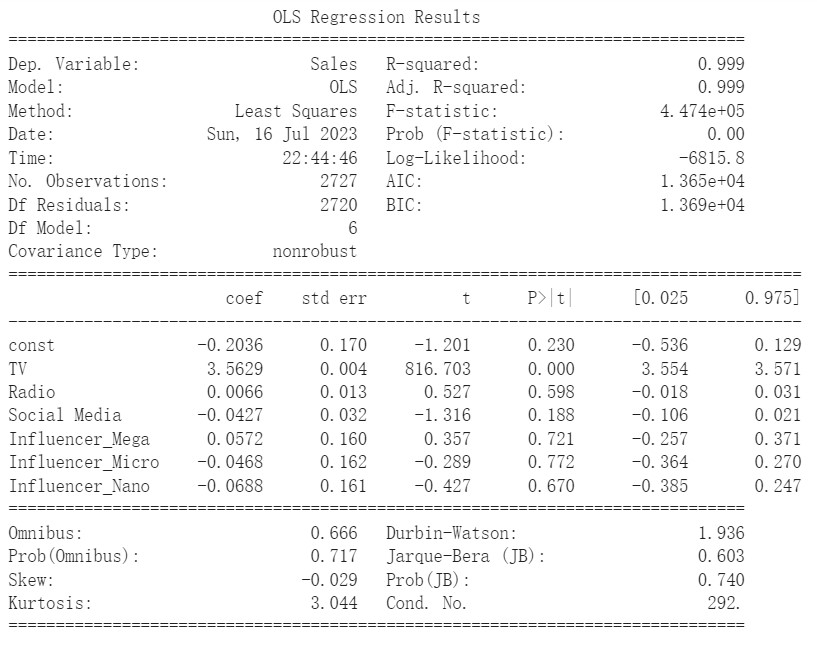 OLS Regression Results
==============================================================================
Dep. Variable: Sales R-squared: 0.999
Model: OLS Adj. R-squared: 0.999
Method: Least Squares F-statistic: 4.474e+05
Date: Sun, 16 Jul 2023 Prob (F-statistic): 0.00
Time: 22:44:46 Log-Likelihood: -6815.8
No. Observations: 2727 AIC: 1.365e+04
Df Residuals: 2720 BIC: 1.369e+04
Df Model: 6
Covariance Type: nonrobust
====================================================================================
coef std err t P>|t| [0.025 0.975]
------------------------------------------------------------------------------------
const -0.2036 0.170 -1.201 0.230 -0.536 0.129
TV 3.5629 0.004 816.703 0.000 3.554 3.571
Radio 0.0066 0.013 0.527 0.598 -0.018 0.031
Social Media -0.0427 0.032 -1.316 0.188 -0.106 0.021
Influencer_Mega 0.0572 0.160 0.357 0.721 -0.257 0.371
Influencer_Micro -0.0468 0.162 -0.289 0.772 -0.364 0.270
Influencer_Nano -0.0688 0.161 -0.427 0.670 -0.385 0.247
==============================================================================
Omnibus: 0.666 Durbin-Watson: 1.936
Prob(Omnibus): 0.717 Jarque-Bera (JB): 0.603
Skew: -0.029 Prob(JB): 0.740
Kurtosis: 3.044 Cond. No. 292.
==============================================================================